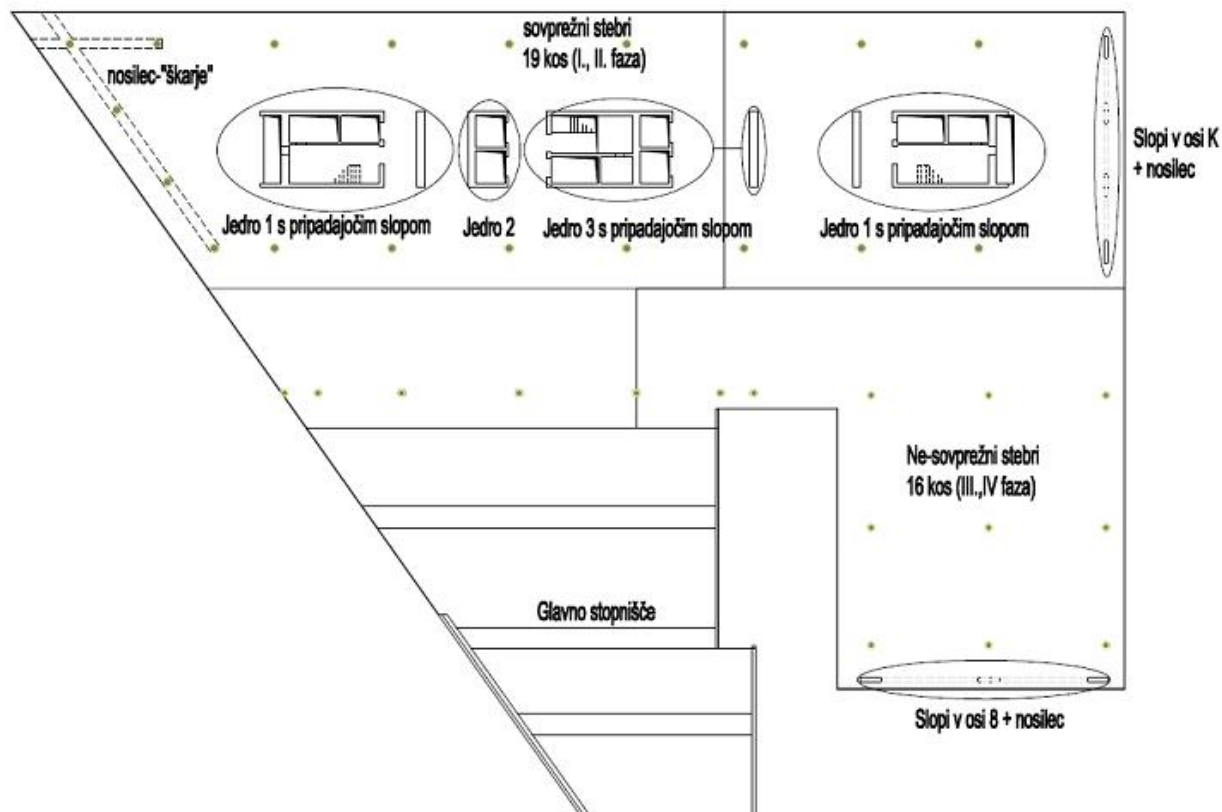 sovprežni stebri
19 kos (I., II. faza)
nosilec-"škarje"
Slopi v osi K
+ nosilec
Jedro 1 s pripadajočim slopom
Jedro 2
Jedro 3 s pripadajočim slopom
Jedro 1 s pripadajočim slopom
Ne-sovprežni stebri
16 kos (III.,IV faza)
Glavno stopnišče
Slopi v osi 8 + nosilec